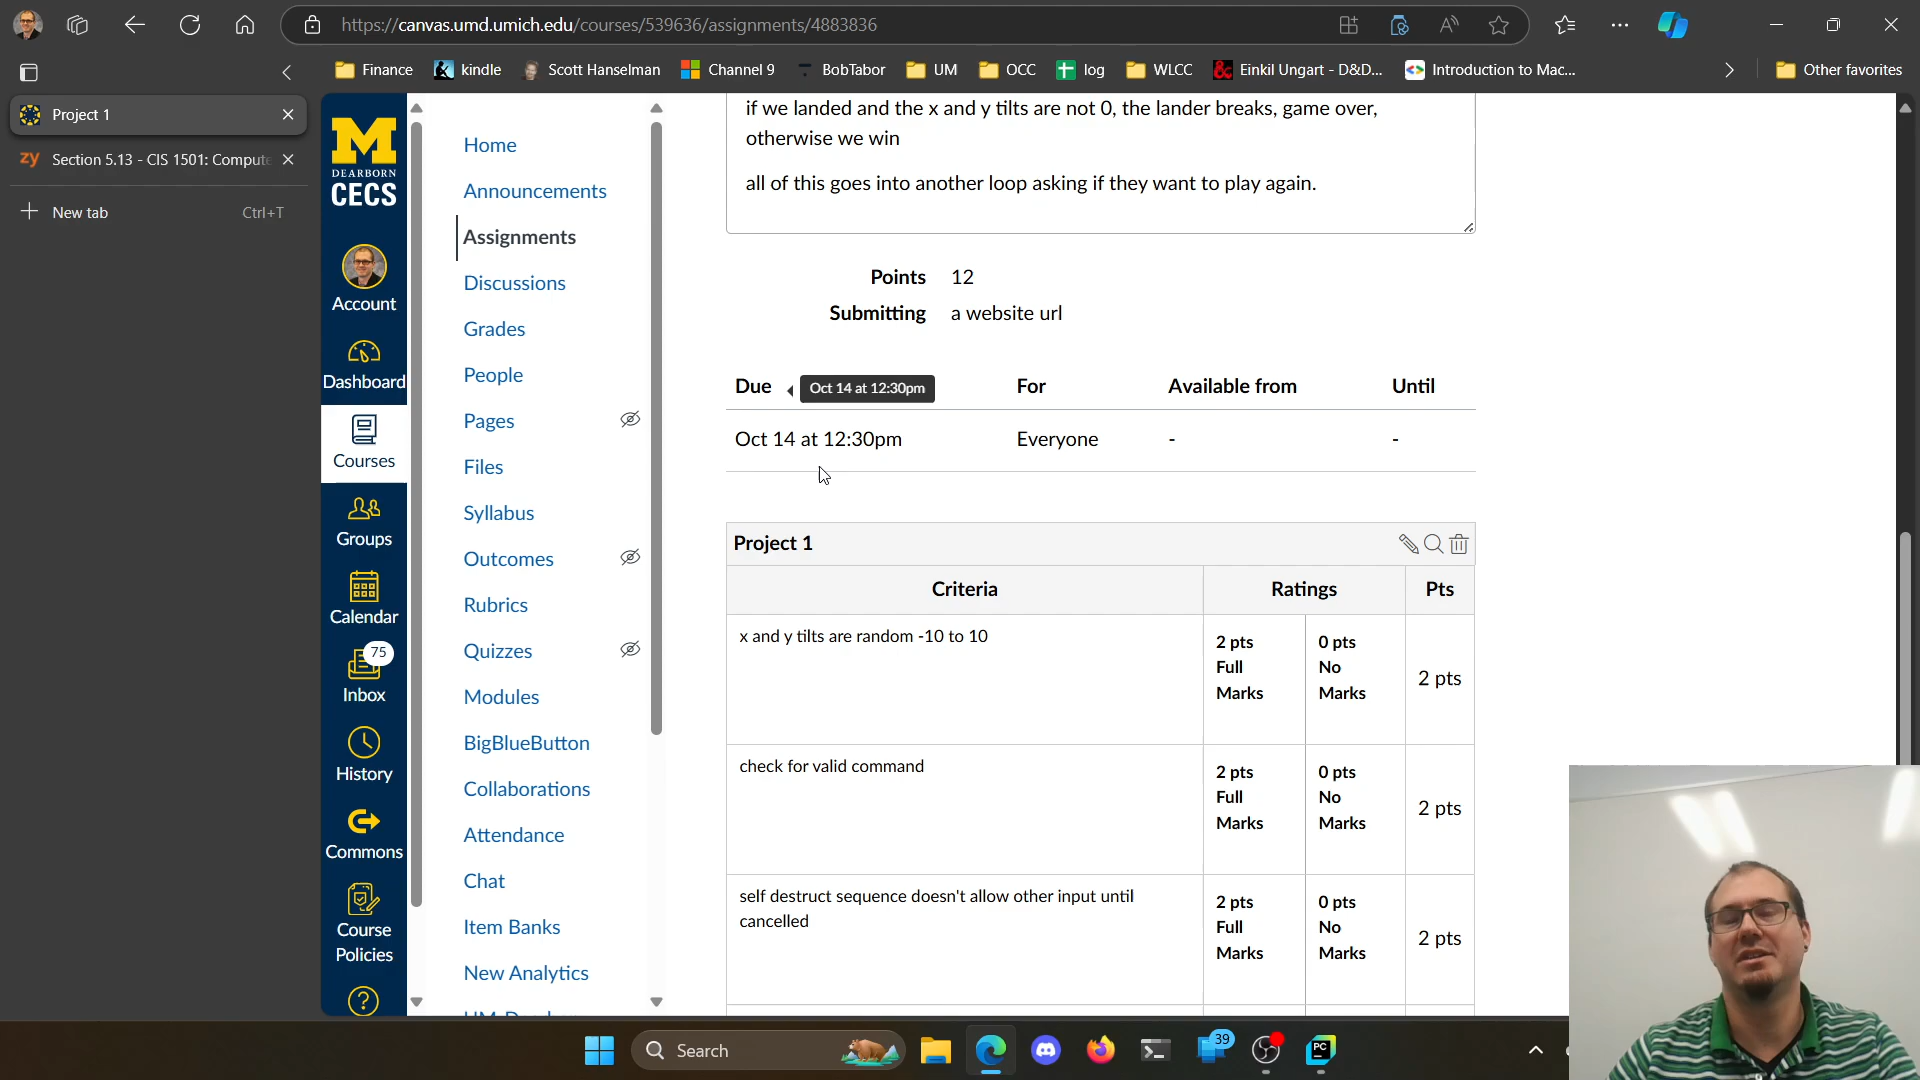 https://canvas.umd.umich.edu/courses/539636/assignments/4883836
Finance
kindle
Scott Hanselman
Channel 9
BobTabor
UM
OCC
log
WLCC
Einkil Ungart - D&D...
Introduction to Mac...
Other favorites
Project 1
zy Section 5.13 - CIS 1501: Compute
New tab Ctrl+T
M
DEARBORN
CECS
Account
Dashboard
Courses
Groups
Calendar
75
Inbox
History
Commons
Course
Policies
Home
Announcements
Assignments
Discussions
Grades
People
Pages
Files
Syllabus
Outcomes
Rubrics
Quizzes
Modules
BigBlueButton
Collaborations
Attendance
Chat
Item Banks
New Analytics
if we landed and the x and y tilts are not 0, the lander breaks, game over,
otherwise we win
all of this goes into another loop asking if they want to play again.
Points 12
Submitting a website url
Due Oct 14 at 12:30pm For Available from Until
Oct 14 at 12:30pm Everyone - -
Project 1
Criteria Ratings Pts
x and y tilts are random -10 to 10
2 pts
Full
Marks
0 pts
No
Marks
2 pts
check for valid command
2 pts
Full
Marks
0 pts
No
Marks
2 pts
self destruct sequence doesn't allow other input until
cancelled
2 pts
Full
Marks
0 pts
No
Marks
2 pts
Search
39
PC